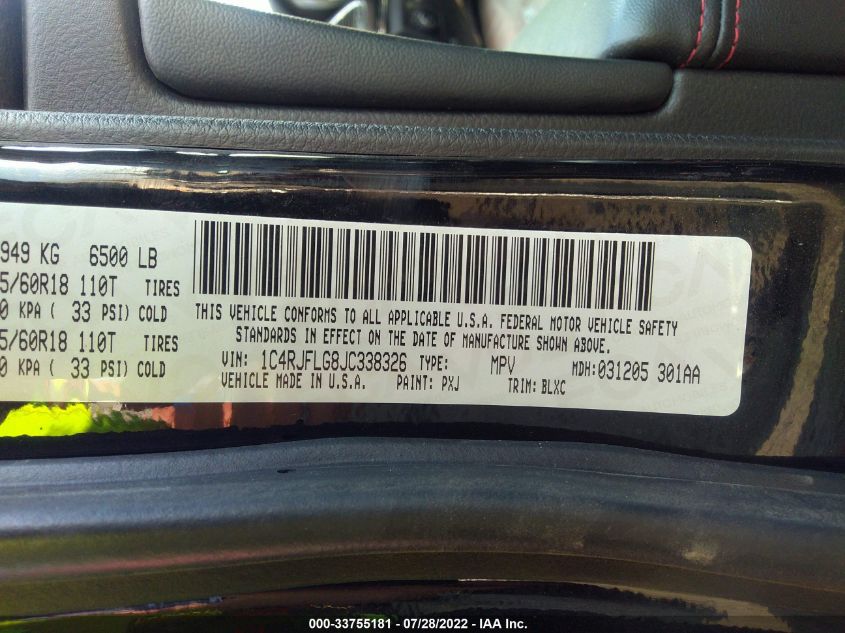 949 KG 6500 LB
5/60R18 110T TIRES
0 KPA ( 33 PSI) COLD
5/60R18 110T TIRES
0 KPA ( 33 PSI) COLD
THIS VEHICLE CONFORMS TO ALL APPLICABLE U.S.A. FEDERAL MOTOR VEHICLE SAFETY
STANDARDS IN EFFECT ON THE DATE OF MANUFACTURE SHOWN ABOVE.
VIN: 1C4RJFLG8JC338326 TYPE: MPV MDH:031205 301AA
VEHICLE MADE IN U.S.A. PAINT: PXJ TRIM: BLXC
000-33755181 - 07/28/2022 - IAA Inc.